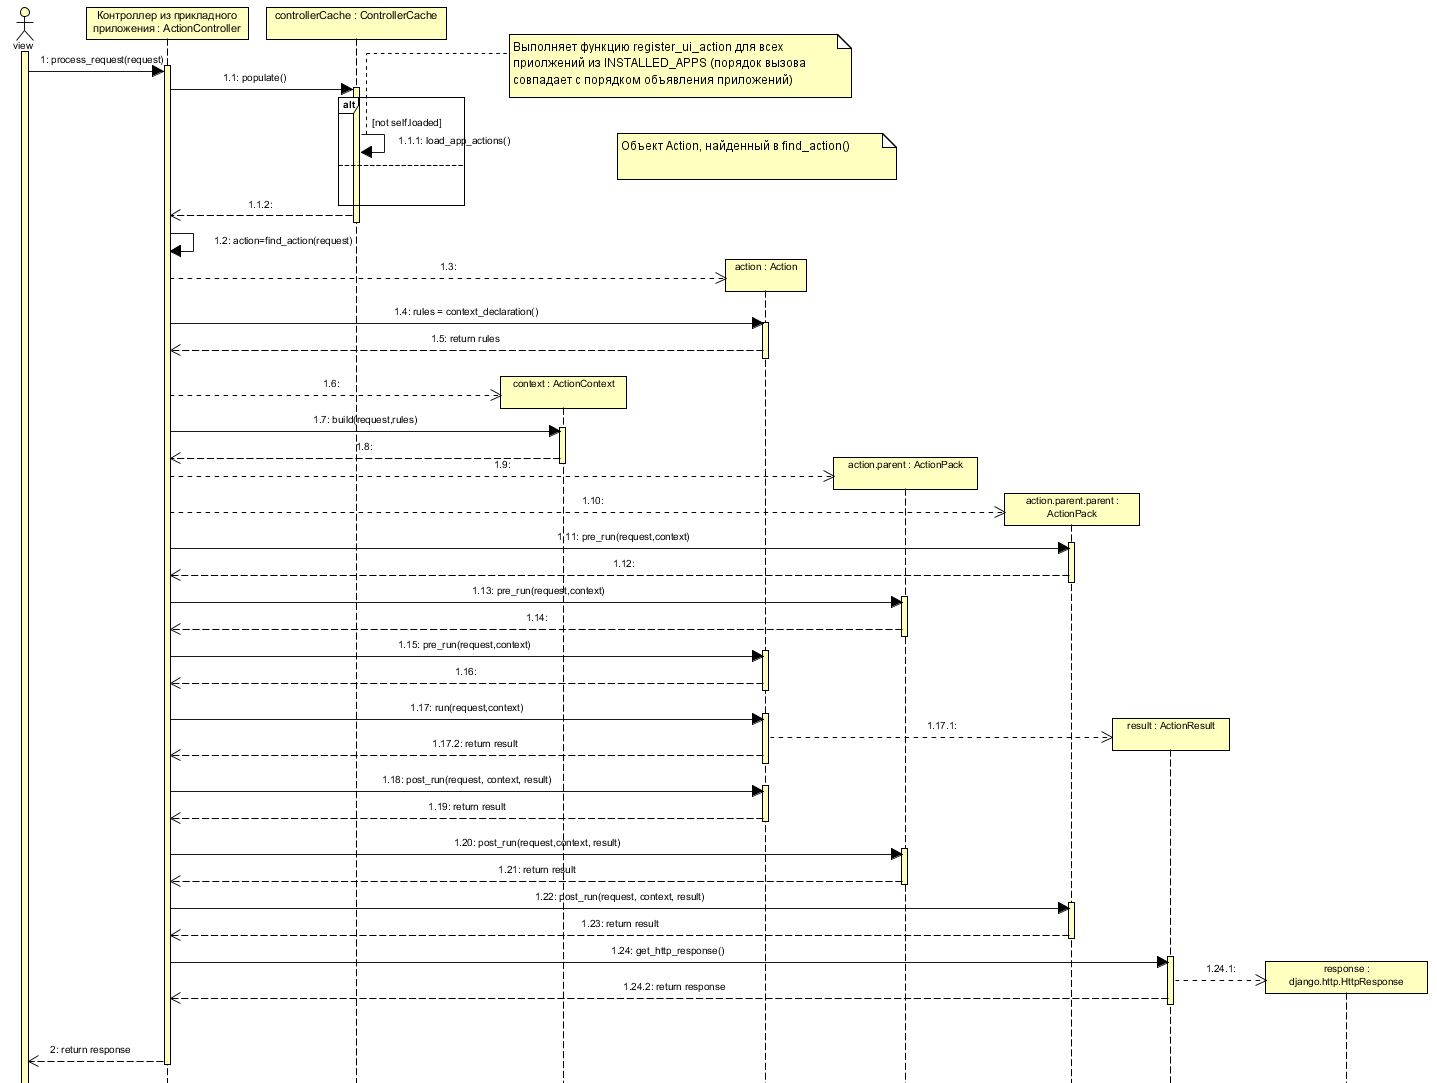 view
Контроллер из прикладного
приложения : ActionController
controllerCache : ControllerCache
Выполняет функцию register_ui_action для всех
приолжений из INSTALLED_APPS (порядок вызова
совпадает с порядком объявления приложений)
1: process_request(request)
1.1: populate()
alt
[not self.loaded]
1.1.1: load_app_actions()
Объект Action, найденный в find_action()
1.1.2:
1.2: action=find_action(request)
1.3:
action : Action
1.4: rules = context_declaration()
1.5: return rules
1.6:
context : ActionContext
1.7: build(request,rules)
1.8:
1.9:
action.parent : ActionPack
1.10:
action.parent.parent :
ActionPack
1.11: pre_run(request,context)
1.12:
1.13: pre_run(request,context)
1.14:
1.15: pre_run(request,context)
1.16:
1.17: run(request,context)
1.17.1:
result : ActionResult
1.17.2: return result
1.18: post_run(request, context, result)
1.19: return result
1.20: post_run(request,context, result)
1.21: return result
1.22: post_run(request, context, result)
1.23: return result
1.24: get_http_response()
1.24.1:
response :
django.http.HttpResponse
1.24.2: return response
2: return response